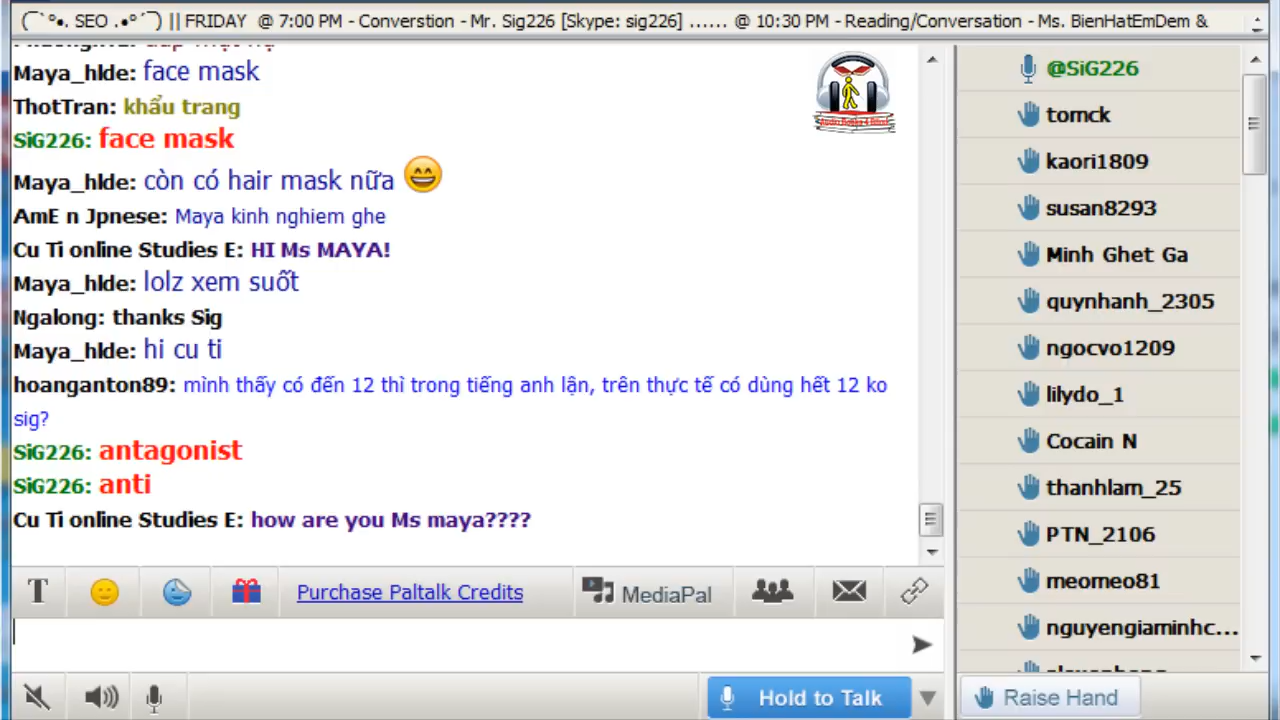 (¯`°•. SEO .•°´¯) || FRIDAY @ 7:00 PM - Converstion - Mr. Sig226 [Skype: sig226] ...... @ 10:30 PM - Reading/Conversation - Ms. BienHatEmDem &
Maya_hlde: face mask
ThotTran: khẩu trang
SiG226: face mask
Maya_hlde: còn có hair mask nữa 😄
AmE n Jpnese: Maya kinh nghiem ghe
Cu Ti online Studies E: HI Ms MAYA!
Maya_hlde: lolz xem suốt
Ngalong: thanks Sig
Maya_hlde: hi cu ti
hoanganton89: mình thấy có đến 12 thì trong tiếng anh lận, trên thực tế có dùng hết 12 ko
sig?
SiG226: antagonist
SiG226: anti
Cu Ti online Studies E: how are you Ms maya????
T
Purchase Paltalk Credits
MediaPal
Hold to Talk
@SiG226
tomck
kaori1809
susan8293
Minh Ghet Ga
quynhanh_2305
ngocvo1209
lilydo_1
Cocain N
thanhlam_25
PTN_2106
meomeo81
nguyengiaminhc...
Raise Hand